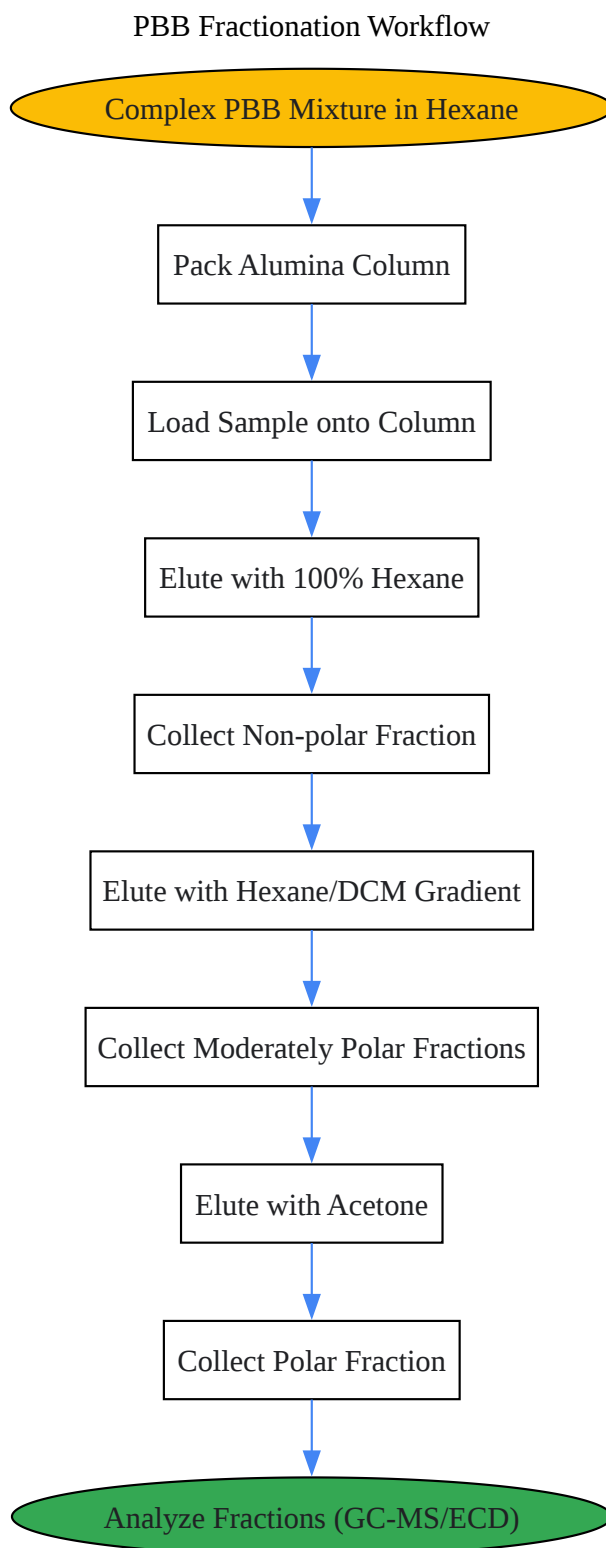 PBB Fractionation Workflow
Complex PBB Mixture in Hexane
Pack Alumina Column
Load Sample onto Column
Elute with 100% Hexane
Collect Non-polar Fraction
Elute with Hexane/DCM Gradient
Collect Moderately Polar Fractions
Elute with Acetone
Collect Polar Fraction
Analyze Fractions (GC-MS/ECD)